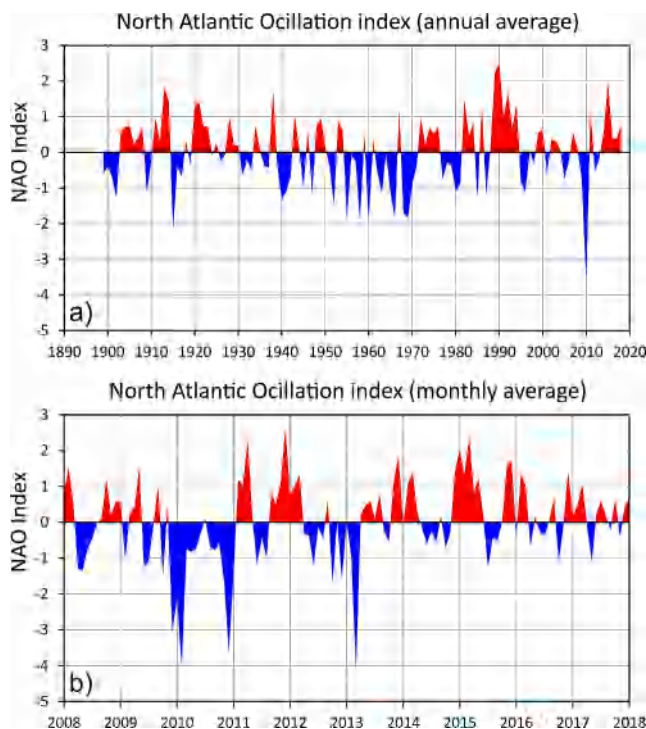 North Atlantic Ocillation index (annual average)
3
2
1
0
-1
-2
-3
-4
-5
NAO Index
a)
1890 1900 1910 1920 1930 1940 1950 1960 1970 1980 1990 2000 2010 2020
North Atlantic Ocillation index (monthly average)
3
2
1
0
-1
-2
-3
-4
-5
NAO Index
b)
2008 2009 2010 2011 2012 2013 2014 2015 2016 2017 2018